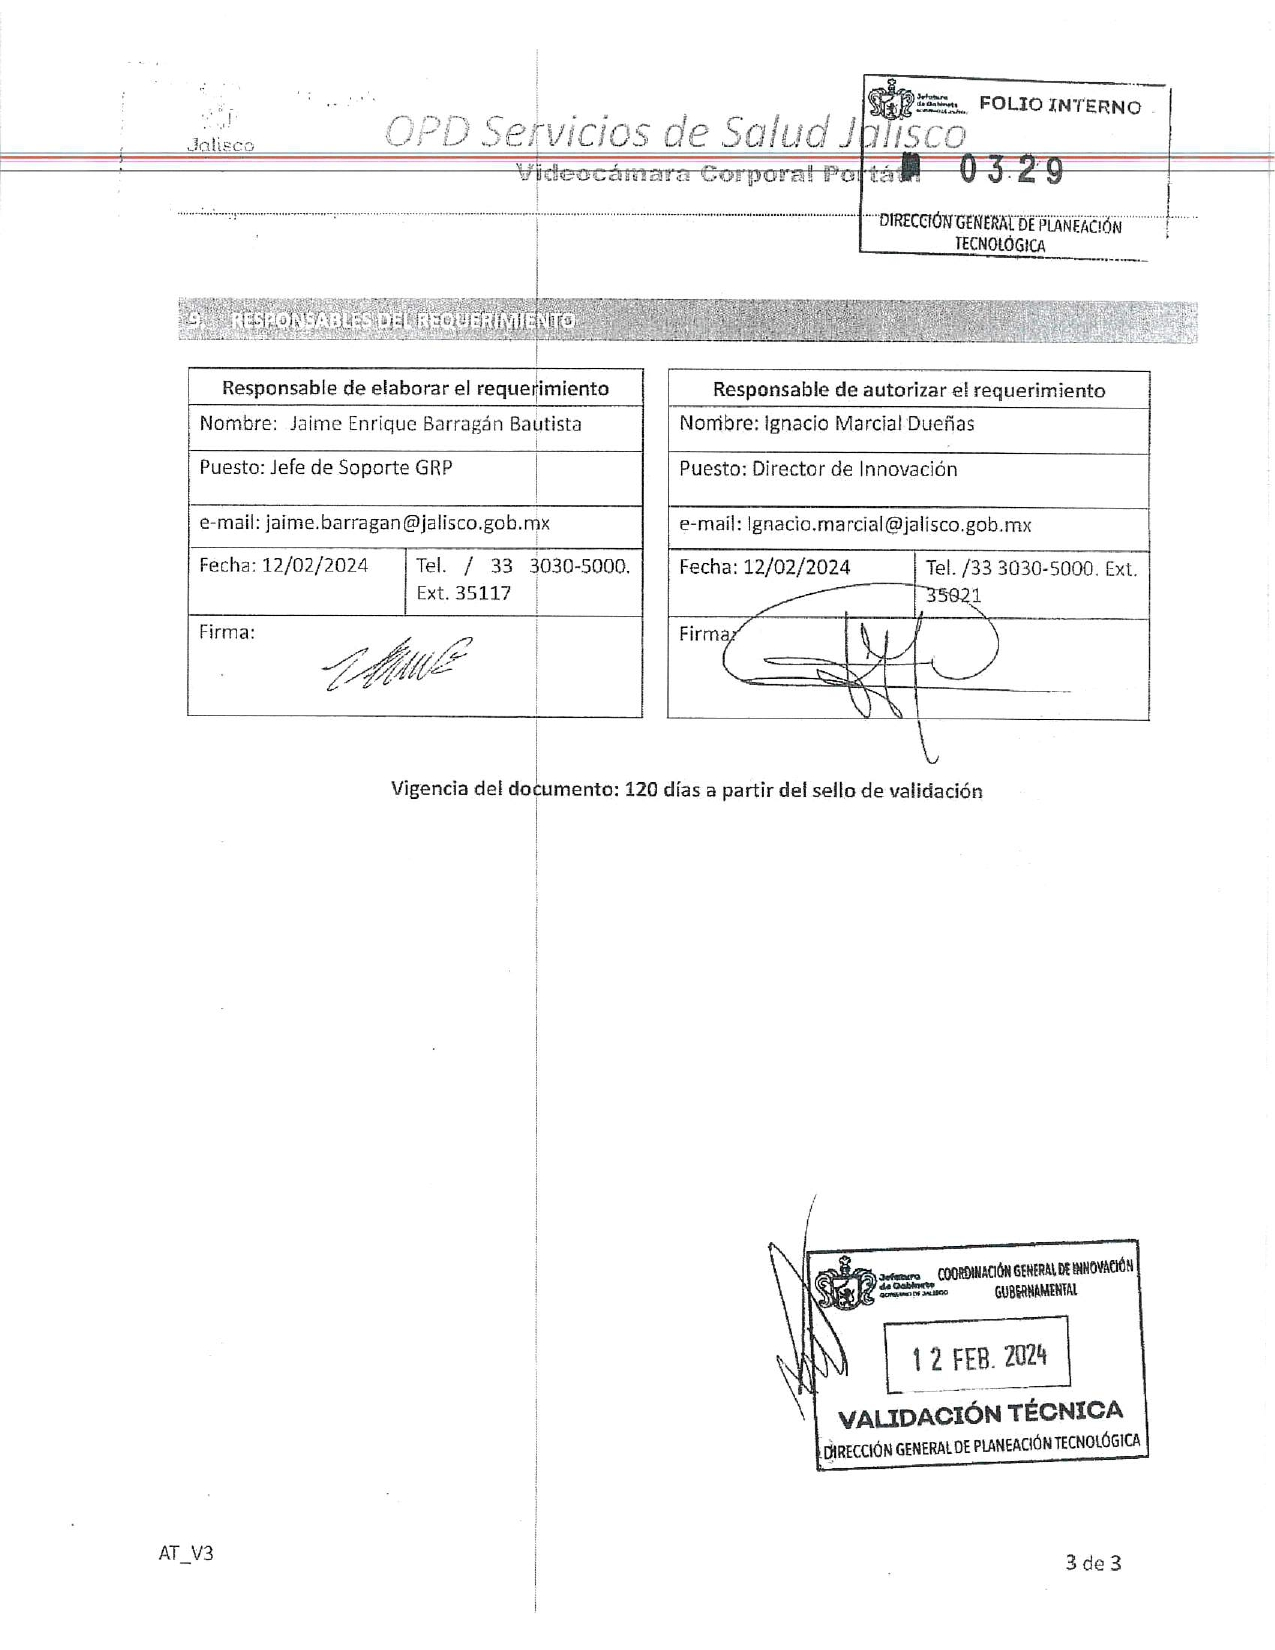 Jalisco
OPD Servicios de Salud Jalisco
Videocámara Corporal
Jefatura
de Gabinete
FOLIO INTERNO
0329
DIRECCIÓN GENERAL DE PLANEACIÓN
TECNOLÓGICA
9. RESPONSABLES DEL REQUERIMIENTO
Responsable de elaborar el requerimiento
Nombre: Jaime Enrique Barragán Bautista
Puesto: Jefe de Soporte GRP
e-mail: jaime.barragan@jalisco.gob.mx
Fecha: 12/02/2024
Tel. / 33 3030-5000.
Ext. 35117
Firma:
Responsable de autorizar el requerimiento
Nombre: Ignacio Marcial Dueñas
Puesto: Director de Innovación
e-mail: Ignacio.marcial@jalisco.gob.mx
Fecha: 12/02/2024
Tel. /33 3030-5000. Ext.
35021
Firma:
Vigencia del documento: 120 días a partir del sello de validación
Jefatura
de Gabinete
GOBIERNO DE JALISCO
COORDINACIÓN GENERAL DE INNOVACIÓN
GUBERNAMENTAL
12 FEB. 2024
VALIDACIÓN TÉCNICA
DIRECCIÓN GENERAL DE PLANEACIÓN TECNOLÓGICA
AT_V3
3 de 3